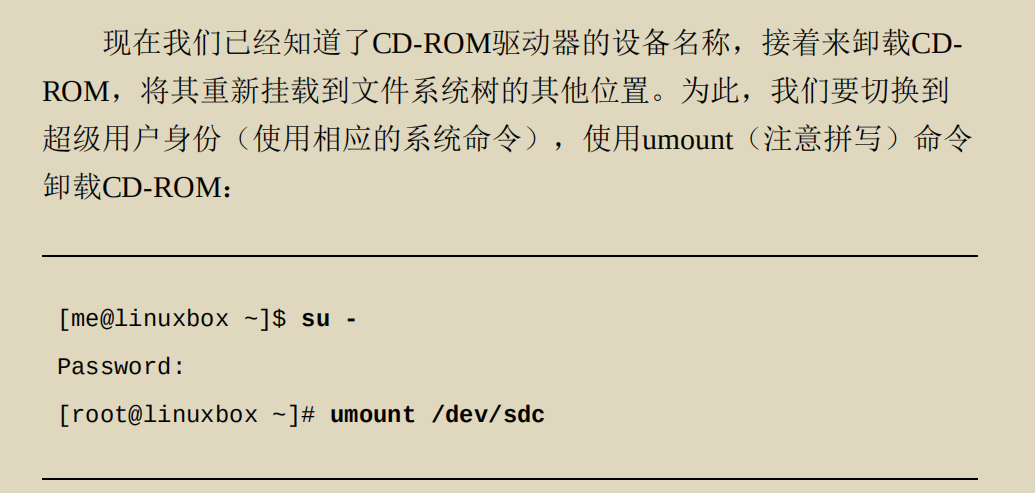 现在我们已经知道了CD-ROM驱动器的设备名称，接着来卸载CD-
ROM，将其重新挂载到文件系统树的其他位置。为此，我们要切换到
超级用户身份（使用相应的系统命令），使用umount（注意拼写）命令
卸载CD-ROM：
[me@linuxbox ~]$ su -
Password:
[root@linuxbox ~]# umount /dev/sdc